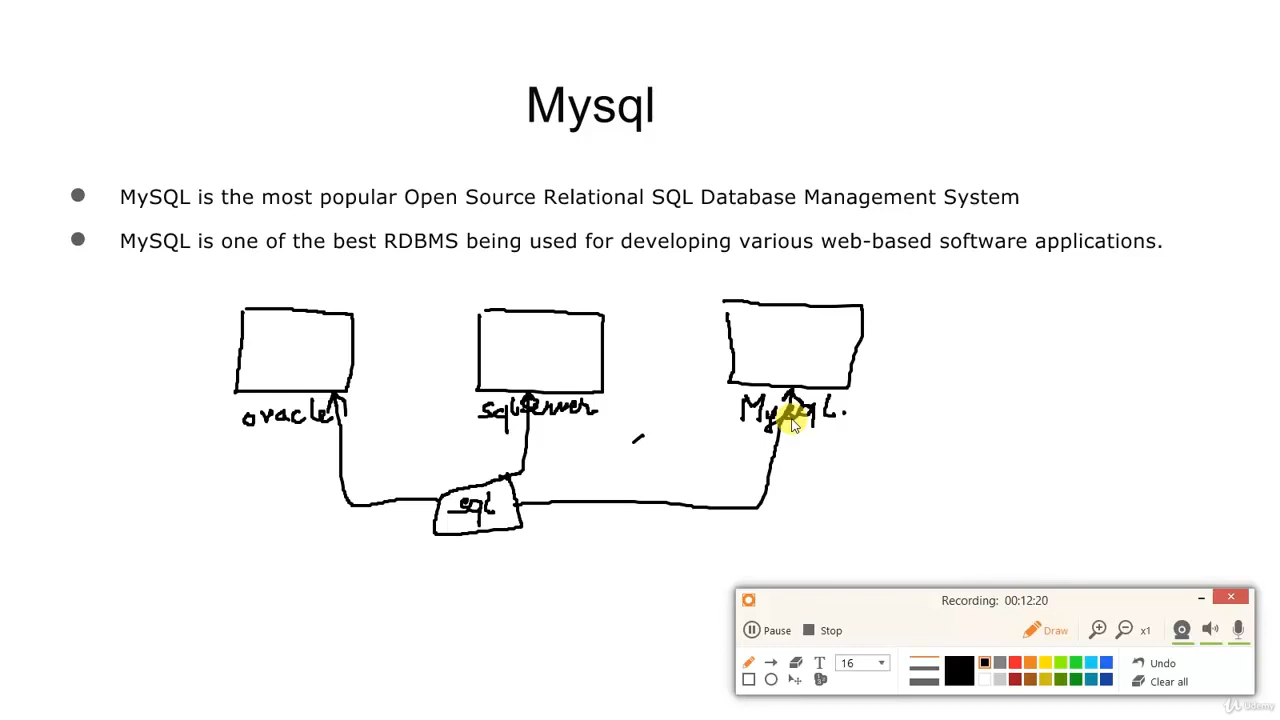 Mysql
MySQL is the most popular Open Source Relational SQL Database Management System
MySQL is one of the best RDBMS being used for developing various web-based software applications.
oracle
sqlserver
MysqL.
sql
Recording: 00:12:20
Pause
Stop
Draw
x1
T
16
Undo
Clear all
Udemy